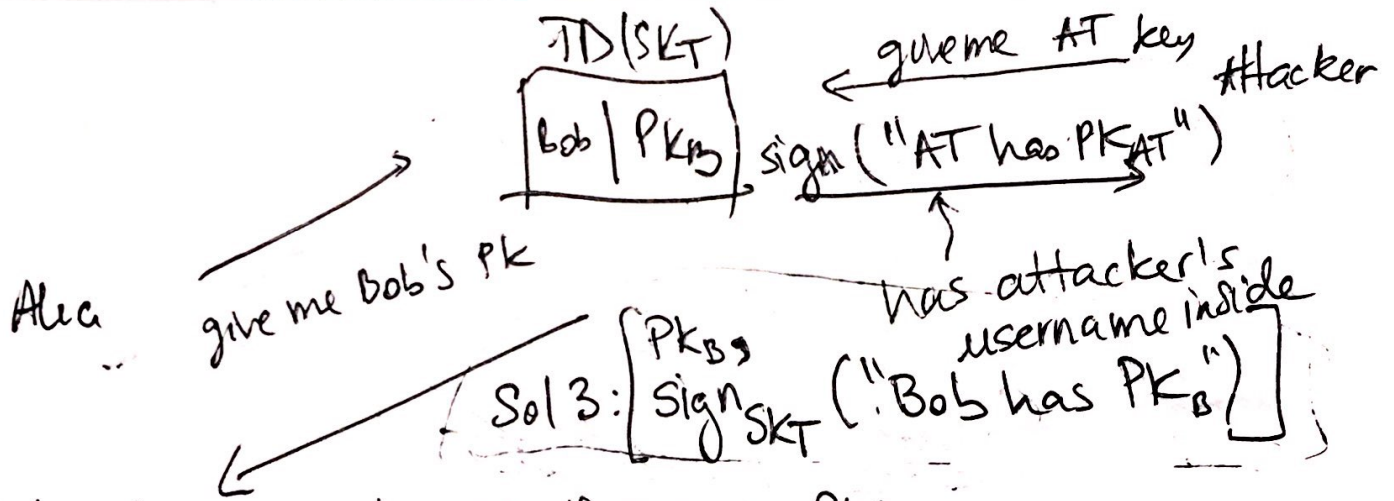 TD(SKT)
give me AT key
Attacker
Bob | PKB
sign("AT has PKAT")
Alice
give me Bob's PK
has attacker's
username inside
Sol 3: [PKB,
signSKT("Bob has PKB")]